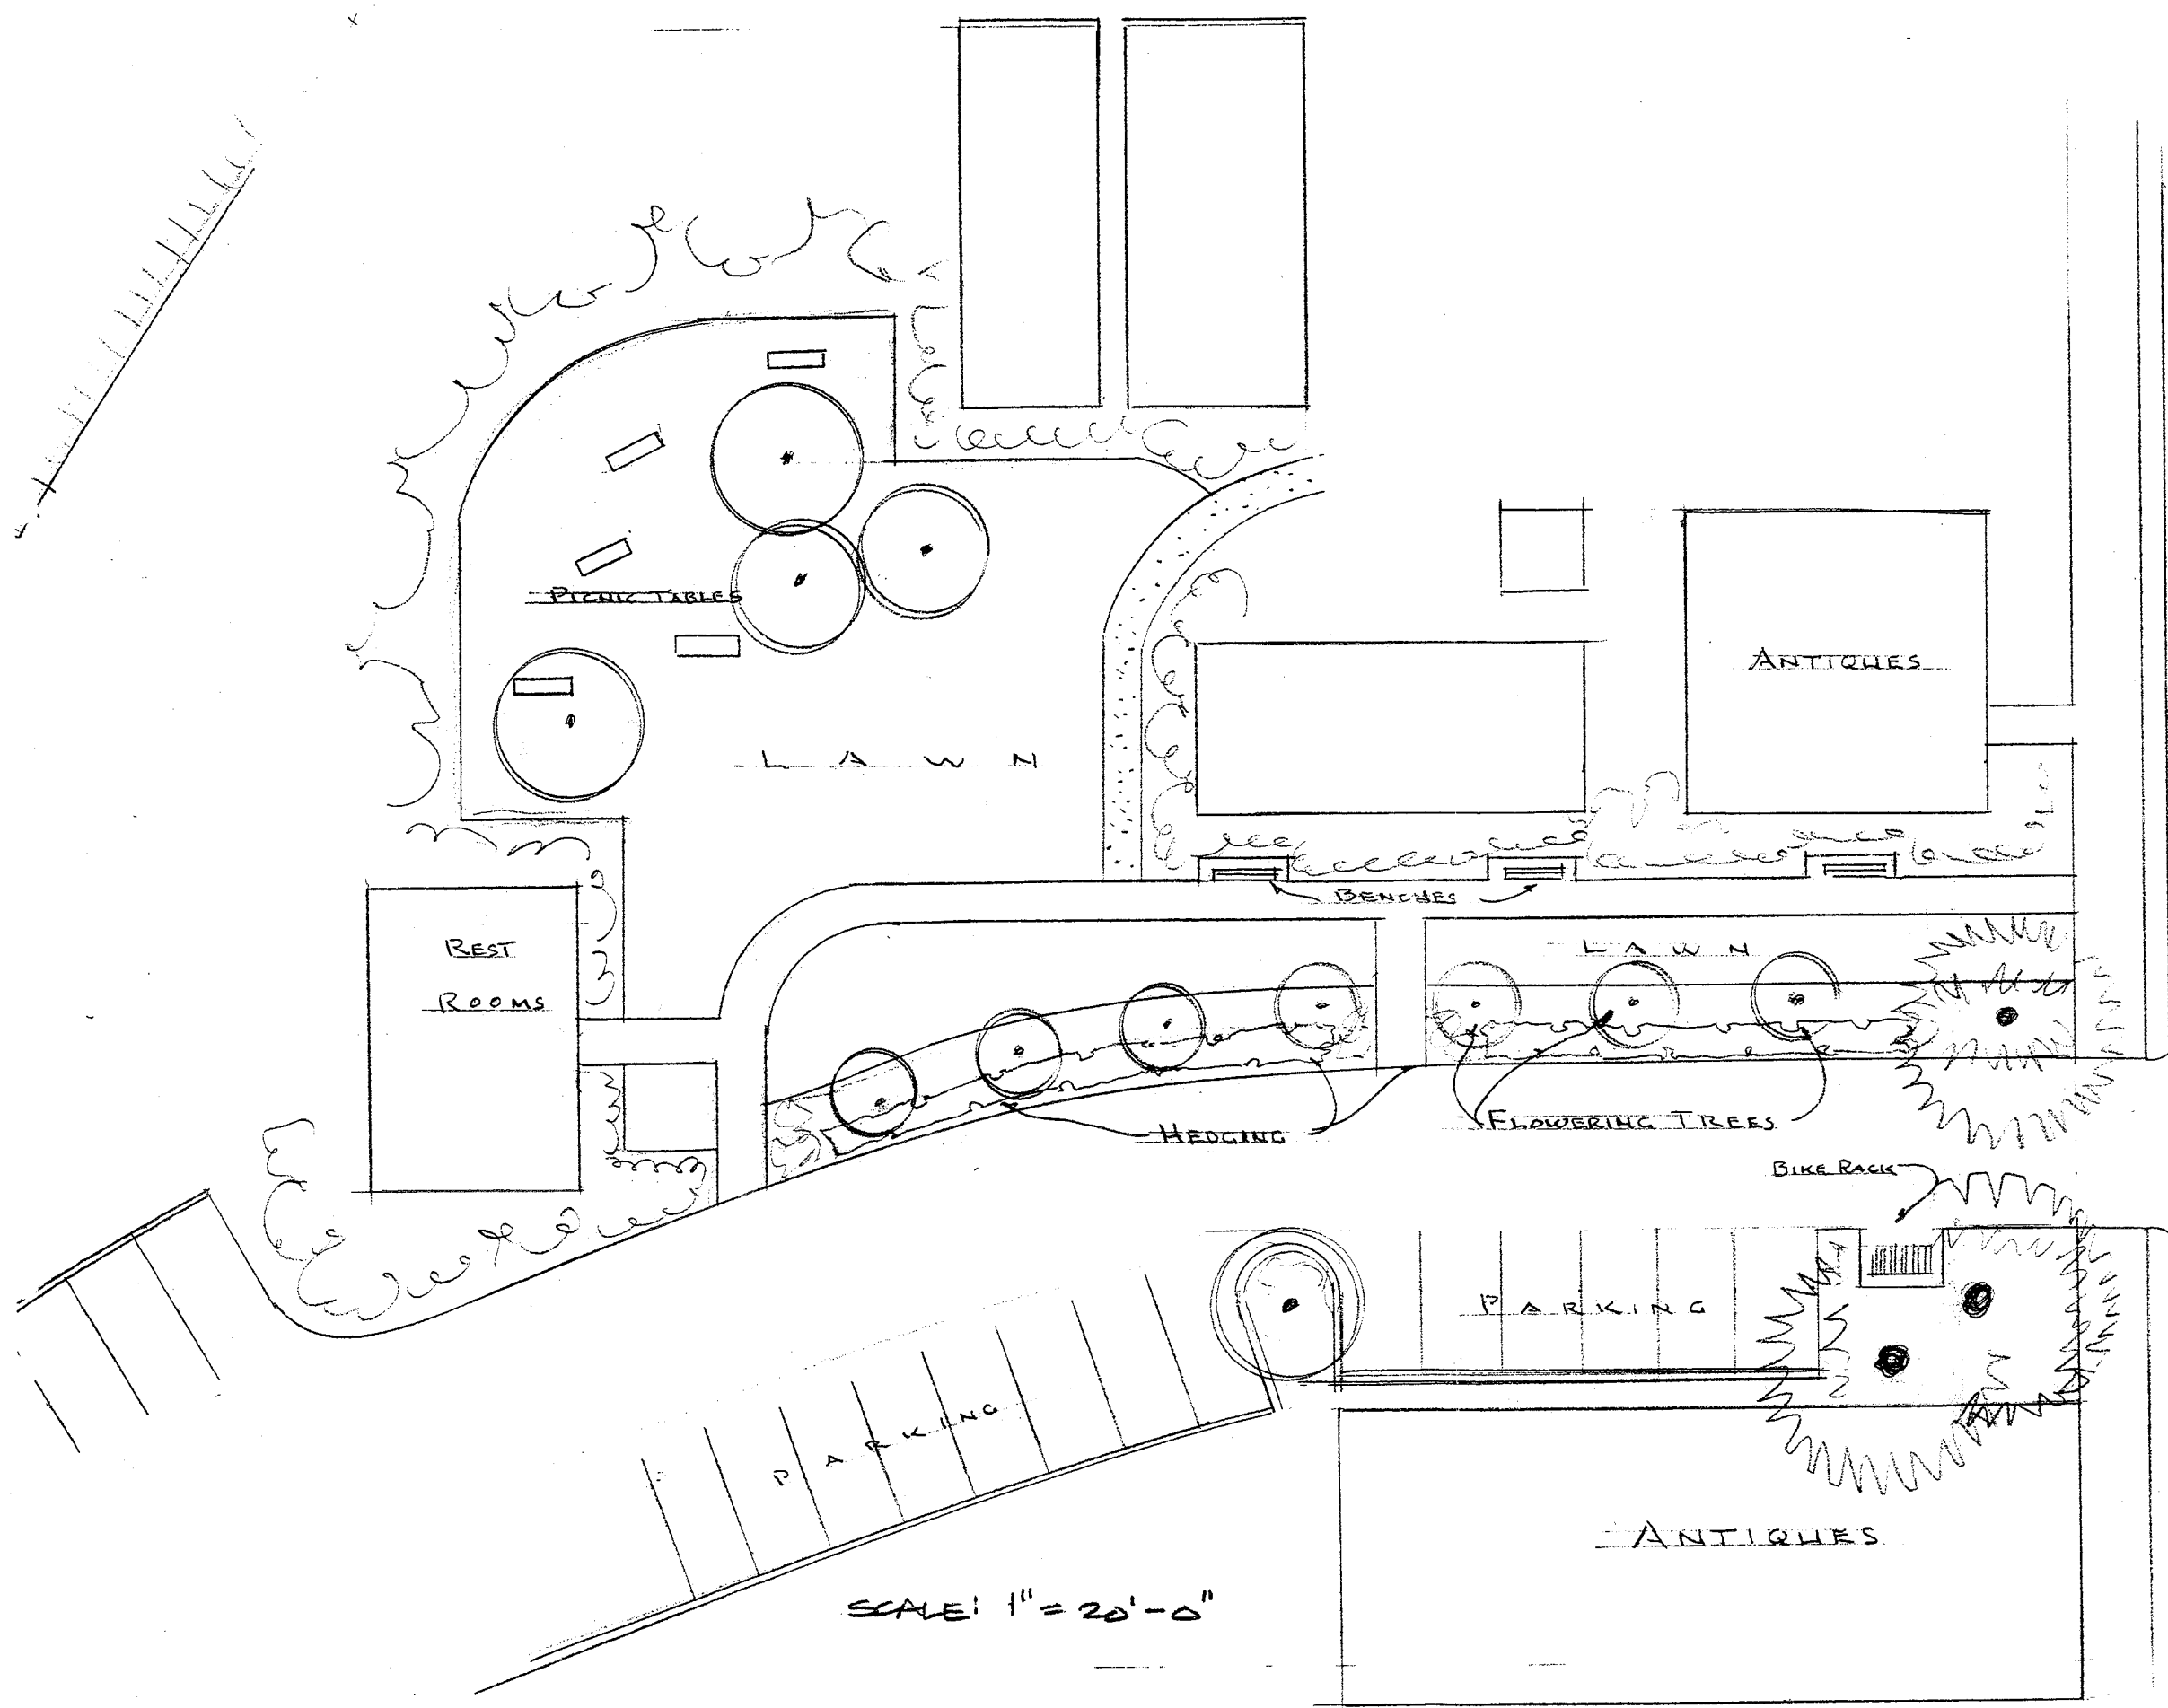 PICNIC TABLES
ANTIQUES
LAWN
BENCHES
REST
ROOMS
LAWN
HEDGING
FLOWERING TREES
BIKE RACK
PARKING
PARKING
ANTIQUES
SCALE: 1" = 20'-0"